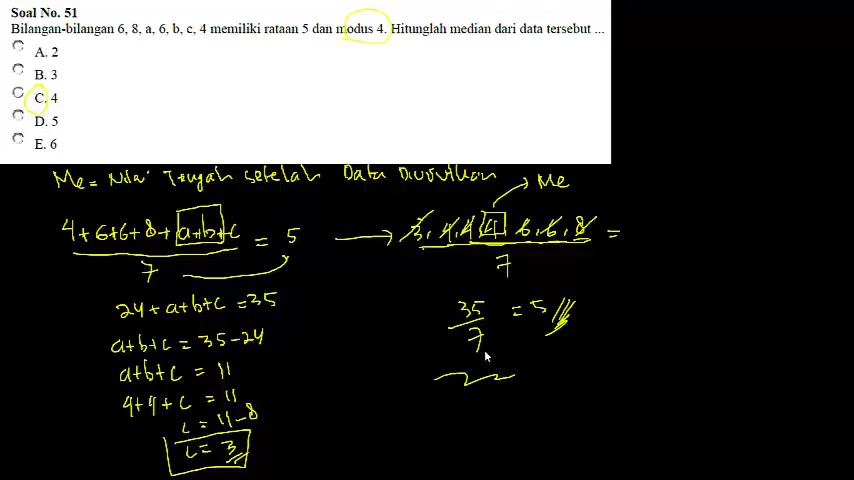 Soal No. 51
Bilangan-bilangan 6, 8, a, 6, b, c, 4 memiliki rataan 5 dan modus 4. Hitunglah median dari data tersebut ...
A. 2
B. 3
C. 4
D. 5
E. 6
Me = Nilai Tengah setelah Data Diurutkan
Me
4+6+6+8+a+b+c = 5
7
3, 4, 4, 4, 6, 6, 8 =
7
24 + a+b+c = 35
35 = 5
7
a+b+c = 35-24
a+b+c = 11
4+4+c = 11
c = 11-8
c = 3